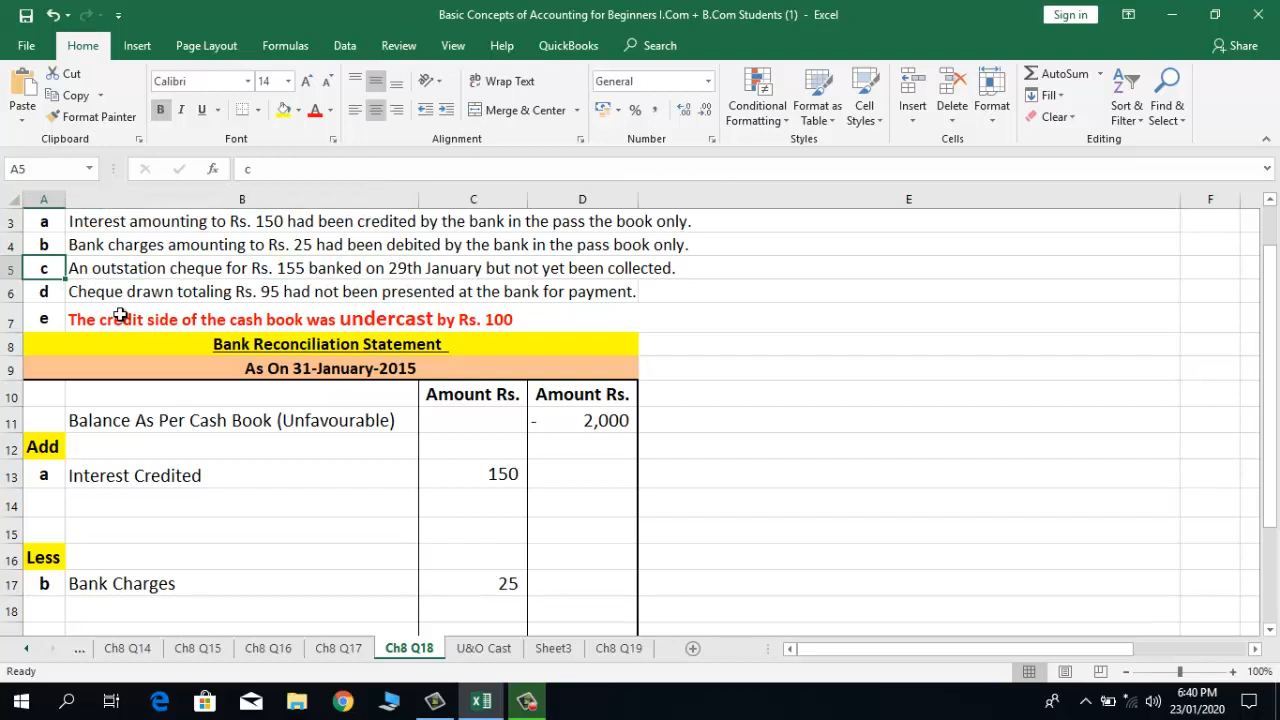 Basic Concepts of Accounting for Beginners I.Com + B.Com Students (1) - Excel
Sign in
File Home Insert Page Layout Formulas Data Review View Help QuickBooks Search Share
Paste
Cut
Copy
Format Painter
Clipboard
Calibri 14
B I U
Font
Wrap Text
Merge & Center
Alignment
General
Number
Conditional Formatting
Format as Table
Cell Styles
Styles
Insert Delete Format
Cells
AutoSum
Fill
Clear
Sort & Filter
Find & Select
Editing
A5 fx c
A B C D E F
3 a Interest amounting to Rs. 150 had been credited by the bank in the pass the book only.
4 b Bank charges amounting to Rs. 25 had been debited by the bank in the pass book only.
5 c An outstation cheque for Rs. 155 banked on 29th January but not yet been collected.
6 d Cheque drawn totaling Rs. 95 had not been presented at the bank for payment.
7 e The credit side of the cash book was undercast by Rs. 100
8 Bank Reconciliation Statement
9 As On 31-January-2015
10 Amount Rs. Amount Rs.
11 Balance As Per Cash Book (Unfavourable) - 2,000
12 Add
13 a Interest Credited 150
14
15
16 Less
17 b Bank Charges 25
18
... Ch8 Q14 Ch8 Q15 Ch8 Q16 Ch8 Q17 Ch8 Q18 U&O Cast Sheet3 Ch8 Q19
Ready 100%
6:40 PM
23/01/2020